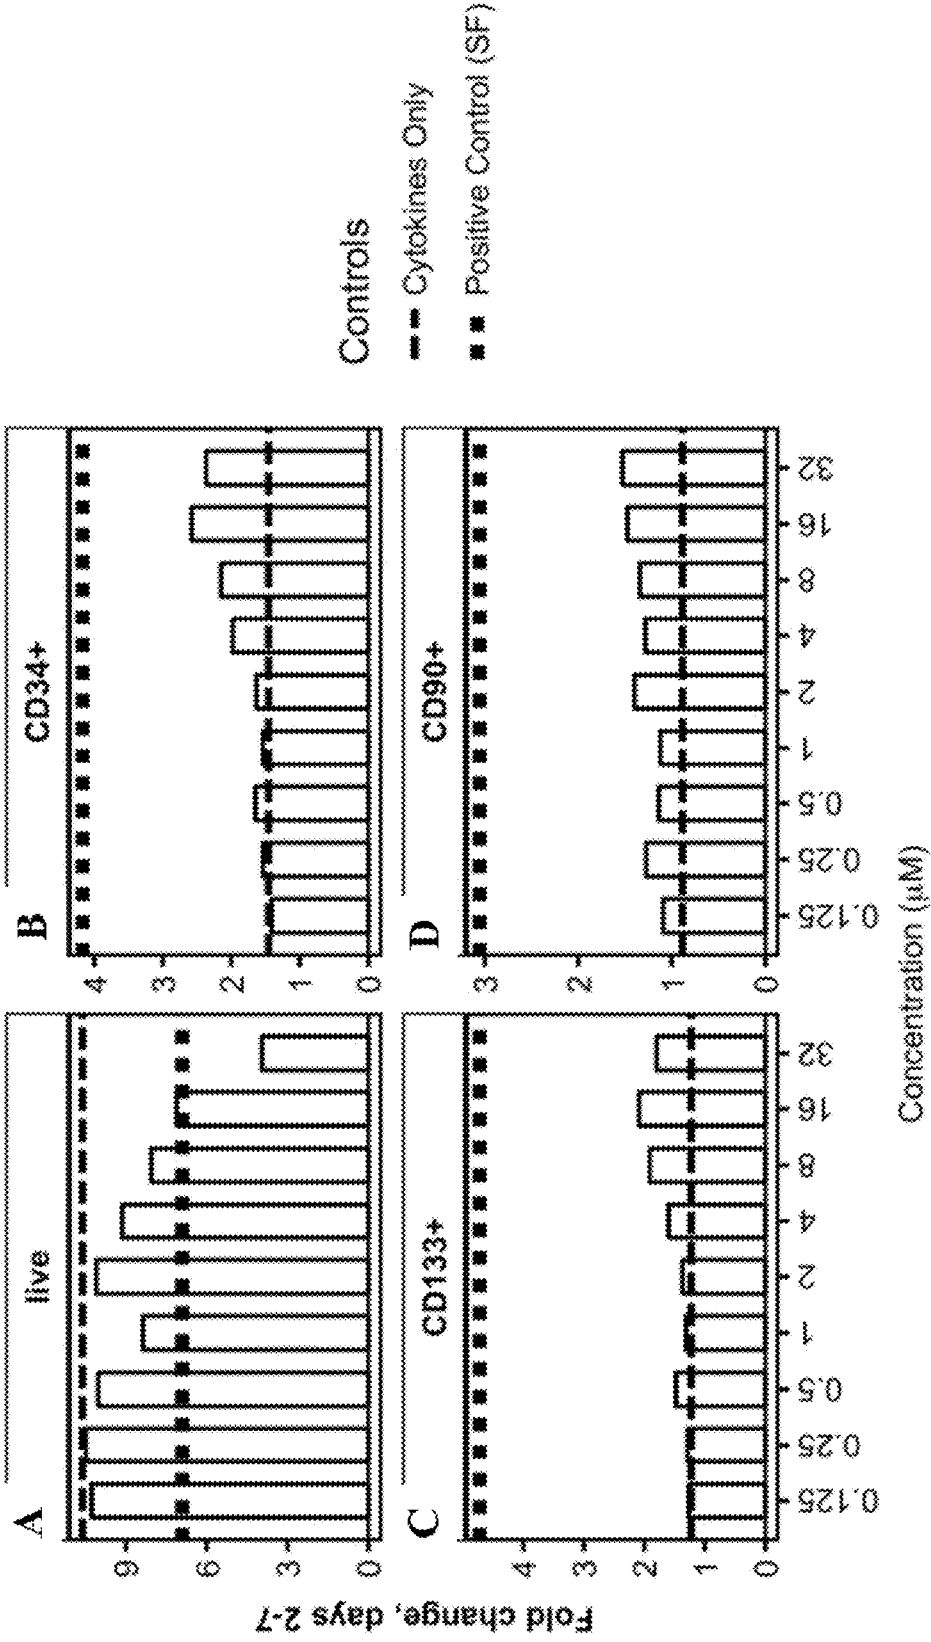 A
live
B
CD34+
9
6
3
0
4
3
2
1
0
C
CD133+
D
CD90+
4
3
2
1
0
3
2
1
0
0.125
0.25
0.5
1
2
4
8
16
32
0.125
0.25
0.5
1
2
4
8
16
32
Fold change, days 2-7
Concentration (μM)
Controls
Cytokines Only
Positive Control (SF)